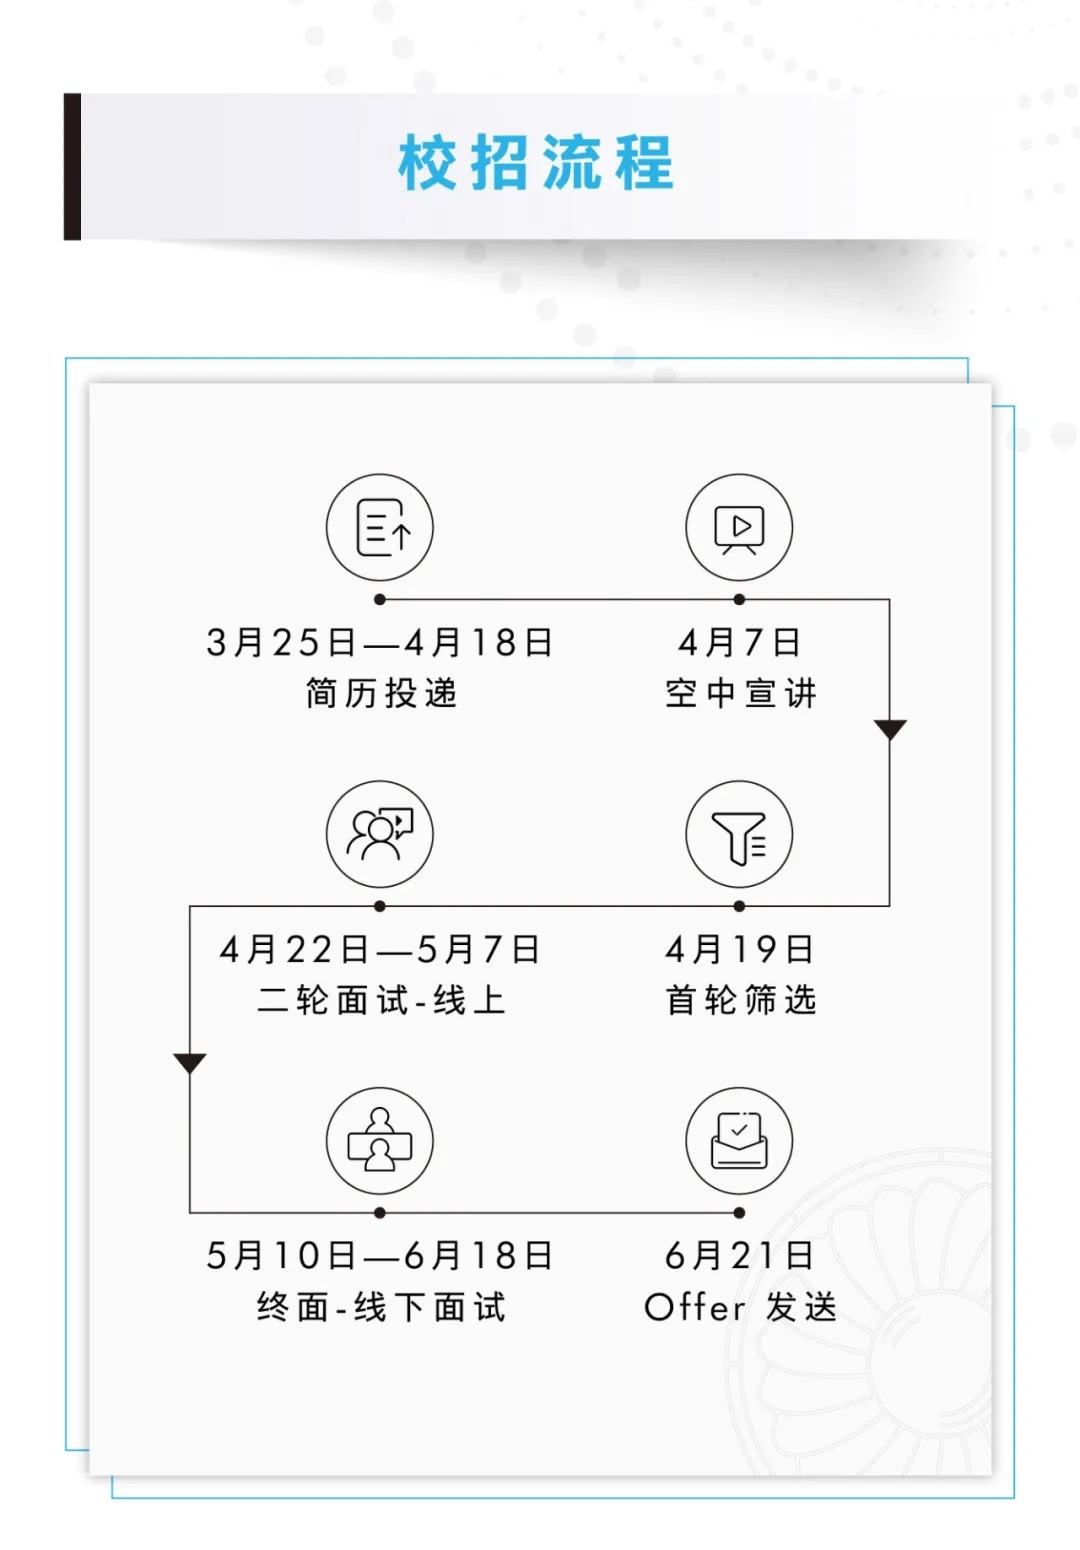 校招流程
3月25日—4月18日
简历投递
4月7日
空中宣讲
4月19日
首轮筛选
4月22日—5月7日
二轮面试-线上
5月10日—6月18日
终面-线下面试
6月21日
Offer 发送